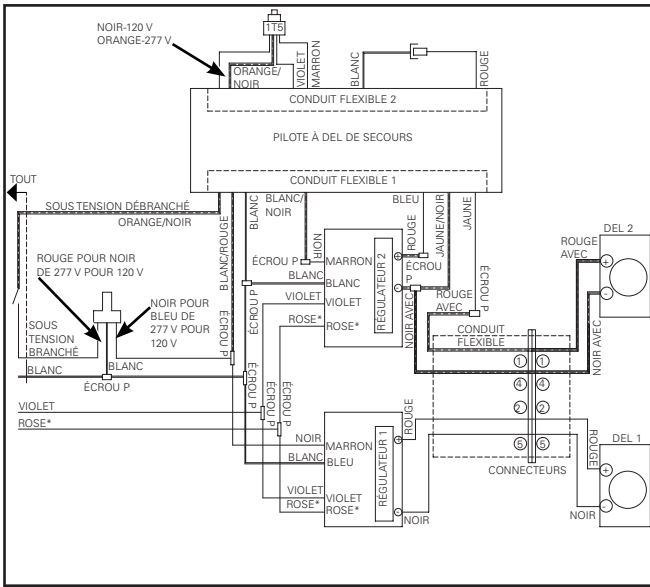 NOIR-120 V
ORANGE-277 V
1T5
ORANGE/
NOIR
VIOLET
MARRON
BLANC
ROUGE
CONDUIT FLEXIBLE 2
PILOTE À DEL DE SECOURS
CONDUIT FLEXIBLE 1
TOUT
SOUS TENSION DÉBRANCHÉ
ORANGE/NOIR
BLANC/ROUGE
BLANC
BLANC/
NOIR
BLEU
JAUNE/NOIR
JAUNE
ROUGE POUR NOIR
DE 277 V POUR 120 V
NOIR POUR
BLEU DE
277 V POUR
120 V
SOUS
TENSION
BRANCHÉ
BLANC
BLANC
ÉCROU P
VIOLET
ROSE*
ÉCROU P
ÉCROU P
ÉCROU P
ÉCROU P
ÉCROU P
NOIR
BLANC
VIOLET
ROSE*
MARRON
BLANC
VIOLET
ROSE*
RÉGULATEUR 2
+
-
ROUGE
ÉCROU
P
NOIR AVEC
ROUGE
AVEC
ÉCROU P
CONDUIT
FLEXIBLE
1 1
4 4
2 2
5 5
CONNECTEURS
DEL 2
ROUGE
AVEC
+
-
NOIR AVEC
NOIR
BLANC
VIOLET
ROSE*
MARRON
BLEU
VIOLET
ROSE*
RÉGULATEUR 1
+
-
ROUGE
NOIR
DEL 1
ROUGE
+
-
NOIR